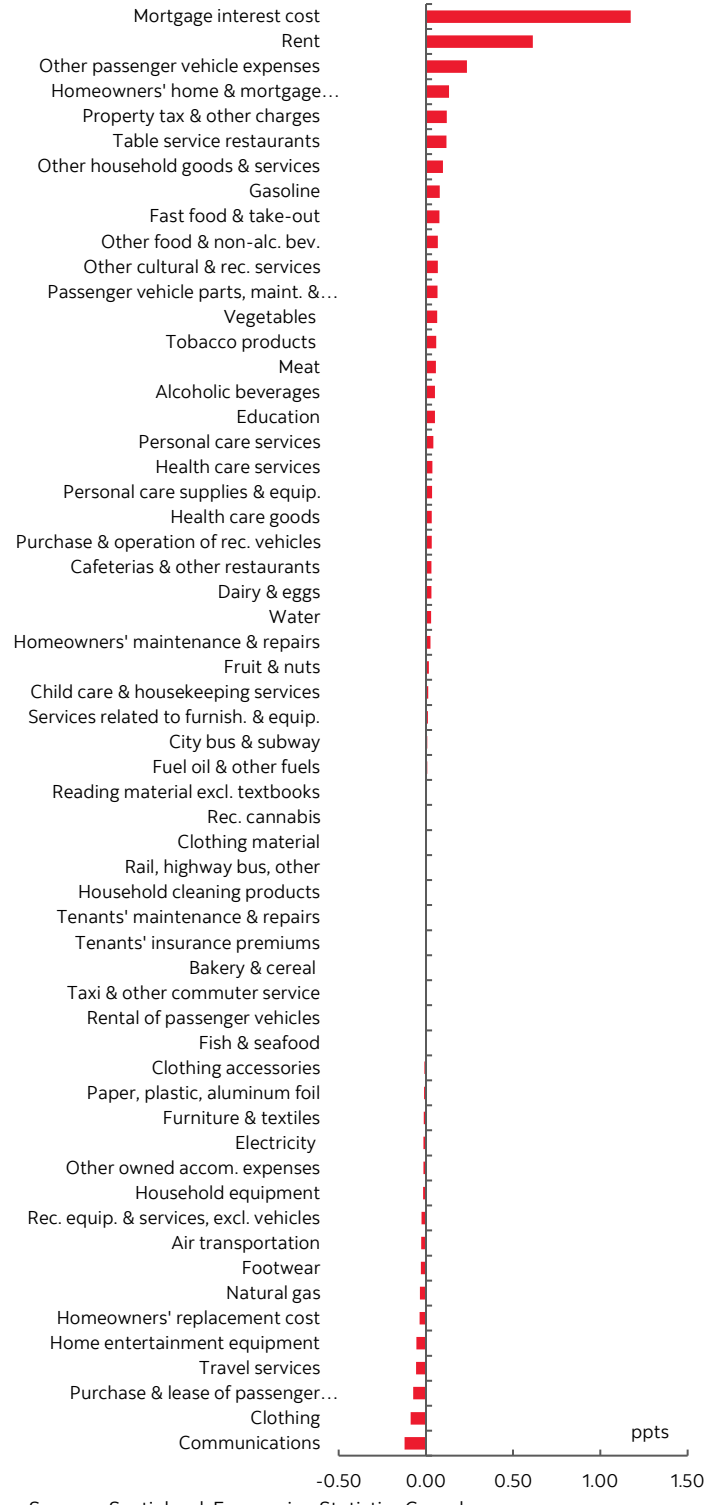 Mortgage interest cost
Rent
Other passenger vehicle expenses
Homeowners' home & mortgage…
Property tax & other charges
Table service restaurants
Other household goods & services
Gasoline
Fast food & take-out
Other food & non-alc. bev.
Other cultural & rec. services
Passenger vehicle parts, maint. &…
Vegetables
Tobacco products
Meat
Alcoholic beverages
Education
Personal care services
Health care services
Personal care supplies & equip.
Health care goods
Purchase & operation of rec. vehicles
Cafeterias & other restaurants
Dairy & eggs
Water
Homeowners' maintenance & repairs
Fruit & nuts
Child care & housekeeping services
Services related to furnish. & equip.
City bus & subway
Fuel oil & other fuels
Reading material excl. textbooks
Rec. cannabis
Clothing material
Rail, highway bus, other
Household cleaning products
Tenants' maintenance & repairs
Tenants' insurance premiums
Bakery & cereal
Taxi & other commuter service
Rental of passenger vehicles
Fish & seafood
Clothing accessories
Paper, plastic, aluminum foil
Furniture & textiles
Electricity
Other owned accom. expenses
Household equipment
Rec. equip. & services, excl. vehicles
Air transportation
Footwear
Natural gas
Homeowners' replacement cost
Home entertainment equipment
Travel services
Purchase & lease of passenger…
Clothing
ppts
Communications
-0.50 0.00 0.50 1.00 1.50